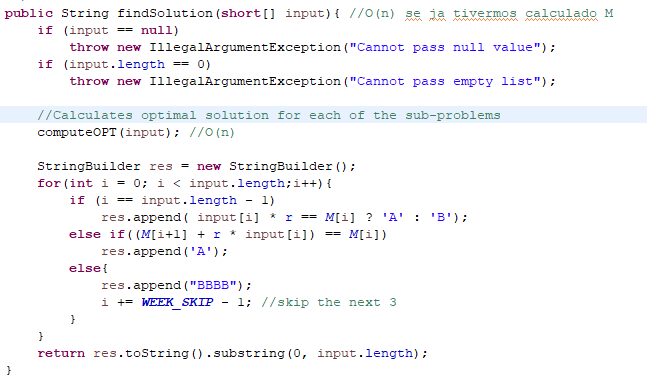 public String findSolution(short[] input){ //O(n) se ja tivermos calculado M
    if (input == null)
        throw new IllegalArgumentException("Cannot pass null value");
    if (input.length == 0)
        throw new IllegalArgumentException("Cannot pass empty list");

    //Calculates optimal solution for each of the sub-problems
    computeOPT(input); //O(n)

    StringBuilder res = new StringBuilder();
    for(int i = 0; i < input.length;i++){
        if (i == input.length - 1)
            res.append( input[i] * r == M[i] ? 'A' : 'B');
        else if((M[i+1] + r * input[i]) == M[i])
            res.append('A');
        else{
            res.append("BBBB");
            i += WEEK_SKIP - 1; //skip the next 3
        }
    }
    return res.toString().substring(0, input.length);
}